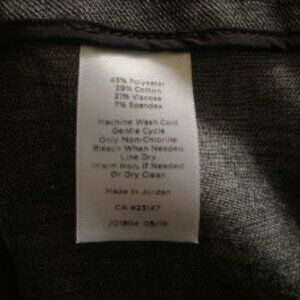 43% Polyester
29% Cotton
21% Viscose
7% Spandex
Machine Wash Cold
Gentle Cycle
Only Non-Chlorine
Bleach When Needed
Line Dry
Warm Iron, If Needed
Or Dry Clean
Made In Jordan
CA #23147